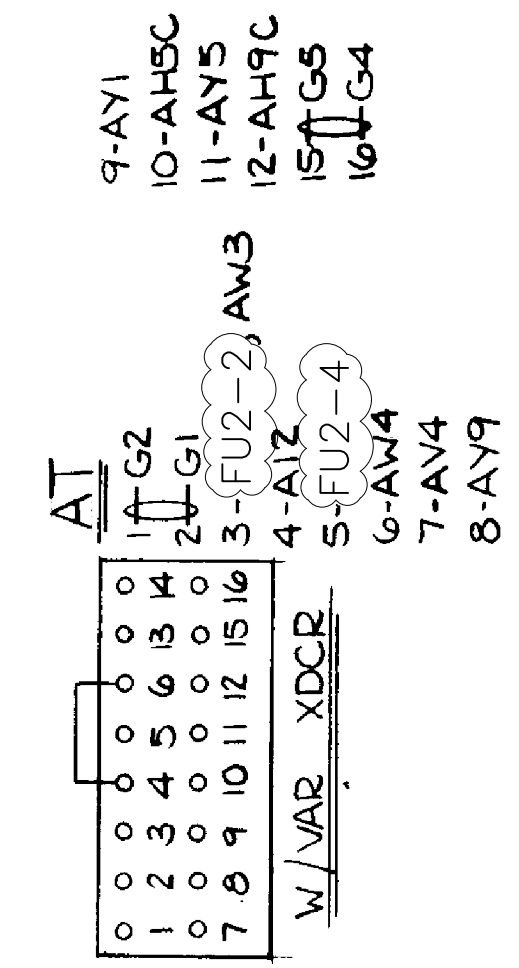 AT
1 G2
2 G1
3-FU2-2, AW3
4-A12
5-FU2-4
6-AW4
7-AV4
8-AY9
9-AY1
10-AH5C
11-AY5
12-AH9C
15 G5
16 G4
1 2 3 4 5 6 13 14
7 8 9 10 11 12 15 16
W/VAR XDCR